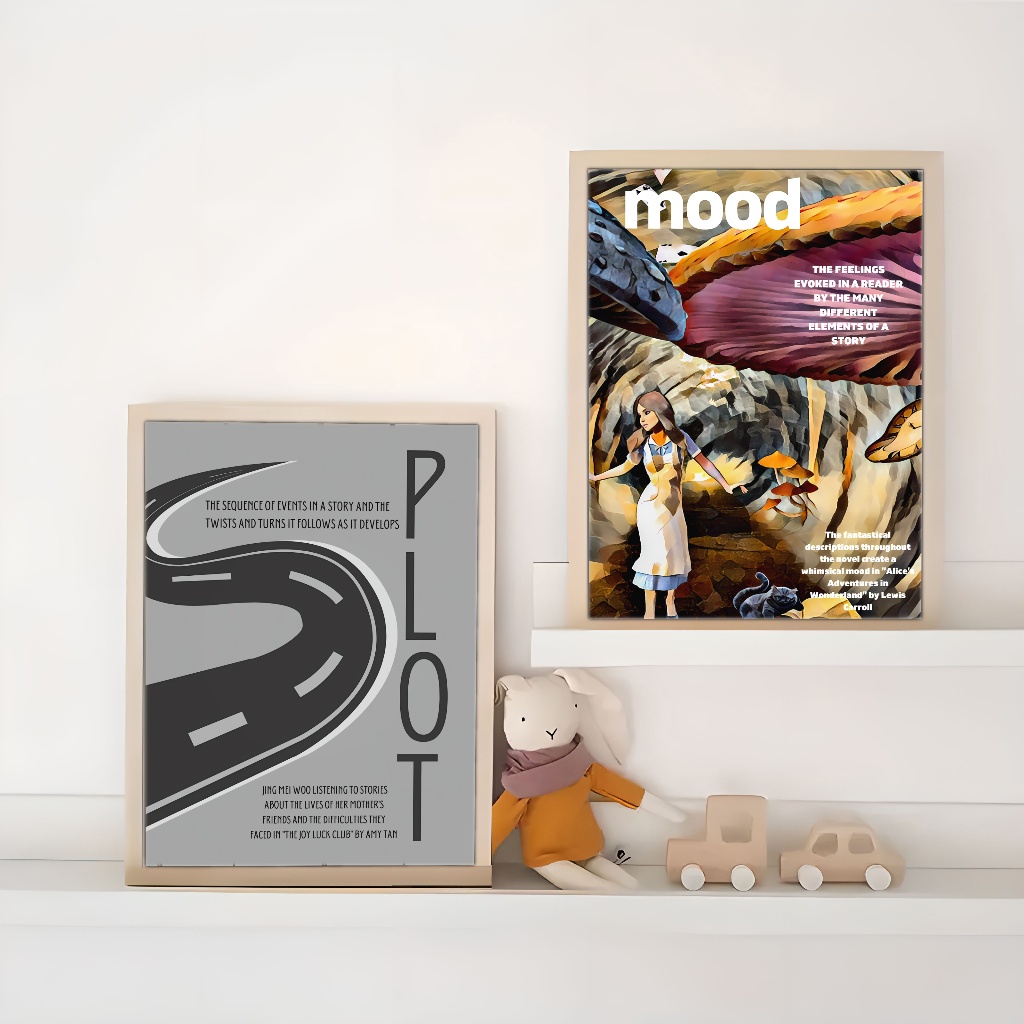 PLOT
THE SEQUENCE OF EVENTS IN A STORY AND THE
TWISTS AND TURNS IT FOLLOWS AS IT DEVELOPS
JING MEI WOO LISTENING TO STORIES
ABOUT THE LIVES OF HER MOTHER'S
FRIENDS AND THE DIFFICULTIES THEY
FACED IN "THE JOY LUCK CLUB" BY AMY TAN
mood
THE FEELINGS
EVOKED IN A READER
BY THE MANY
DIFFERENT
ELEMENTS OF A
STORY
The fantastical
descriptions throughout
the novel create a
whimsical mood in "Alice's
Adventures in
Wonderland" by Lewis
Carroll